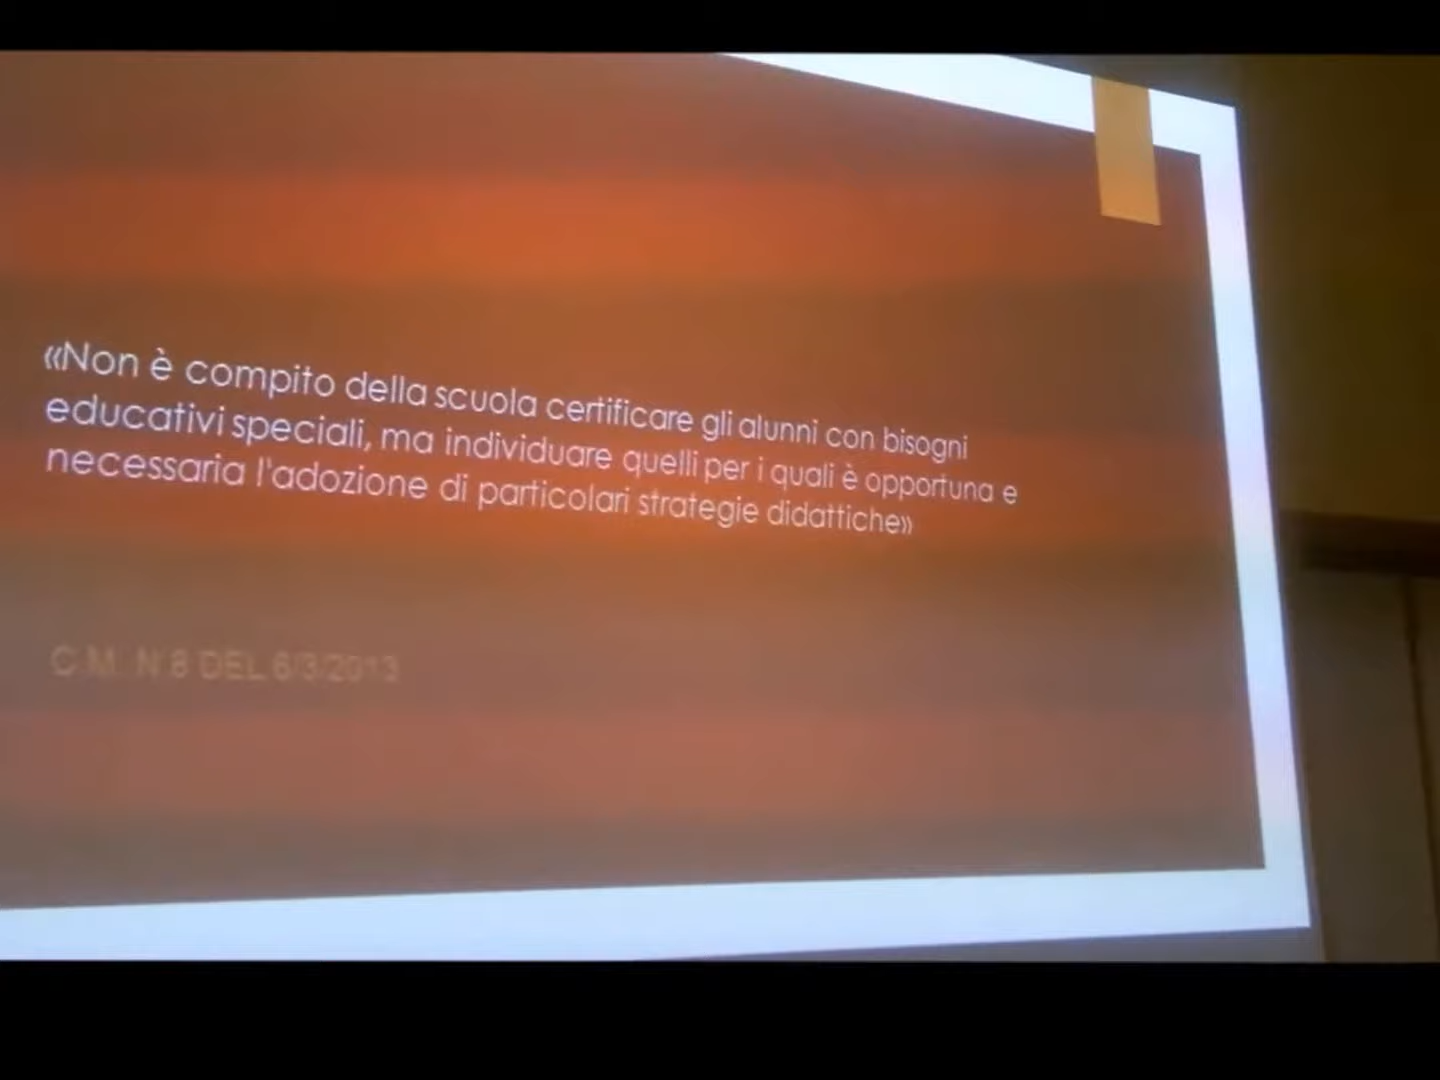 «Non è compito della scuola certificare gli alunni con bisogni
educativi speciali, ma individuare quelli per i quali è opportuna e
necessaria l'adozione di particolari strategie didattiche»
C.M. N.8 DEL 6/3/2013